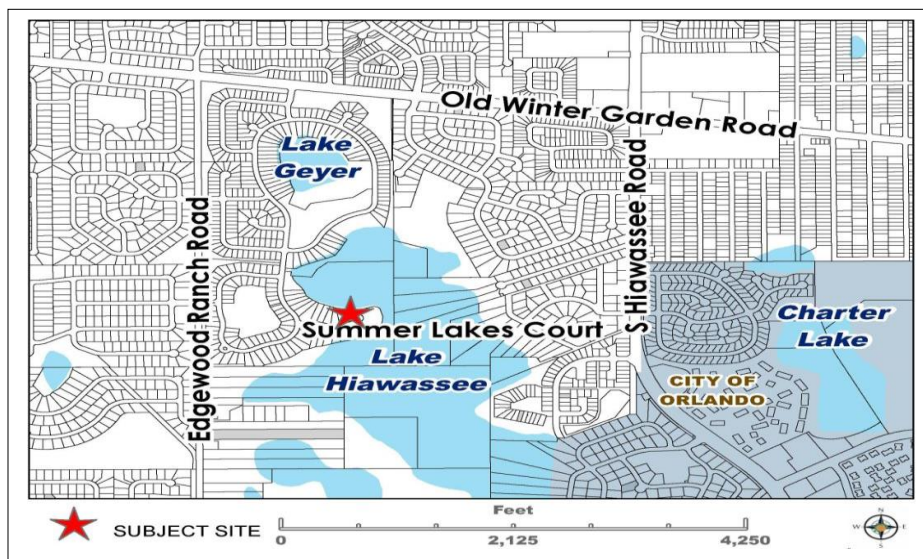 Old Winter Garden Road
Lake
Geyer
Edgewood Ranch Road
S Hiawassee Road
Summer Lakes Court
Lake
Hiawassee
Charter
Lake
CITY OF
ORLANDO
SUBJECT SITE
Feet
0 2,125 4,250
N
W E
S